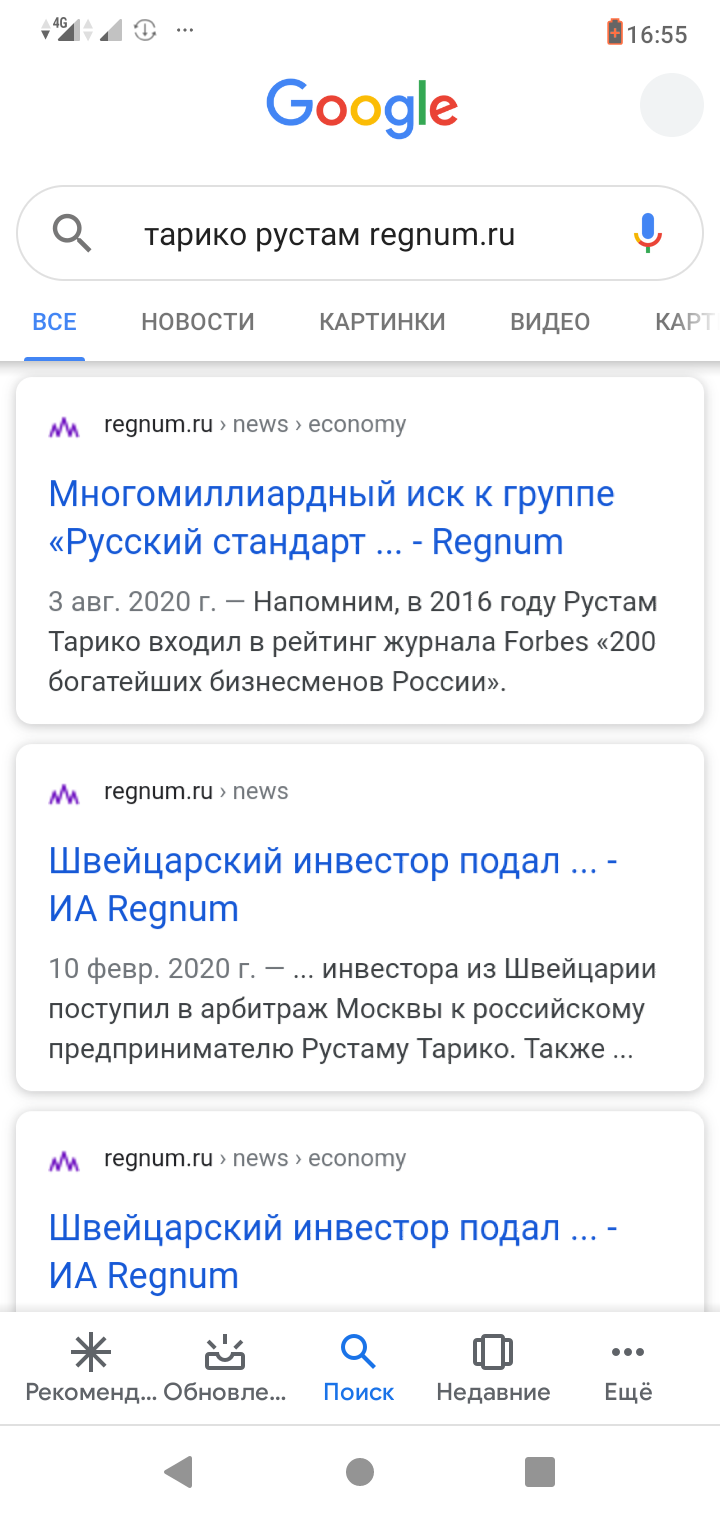 4G
16:55
Google
тарико рустам regnum.ru
ВСЕ НОВОСТИ КАРТИНКИ ВИДЕО КАРТ
regnum.ru › news › economy
Многомиллиардный иск к группе
«Русский стандарт ... - Regnum
3 авг. 2020 г. — Напомним, в 2016 году Рустам
Тарико входил в рейтинг журнала Forbes «200
богатейших бизнесменов России».
regnum.ru › news
Швейцарский инвестор подал ... -
ИА Regnum
10 февр. 2020 г. — ... инвестора из Швейцарии
поступил в арбитраж Москвы к российскому
предпринимателю Рустаму Тарико. Также ...
regnum.ru › news › economy
Швейцарский инвестор подал ... -
ИА Regnum
Рекоменд... Обновле... Поиск Недавние Ещё